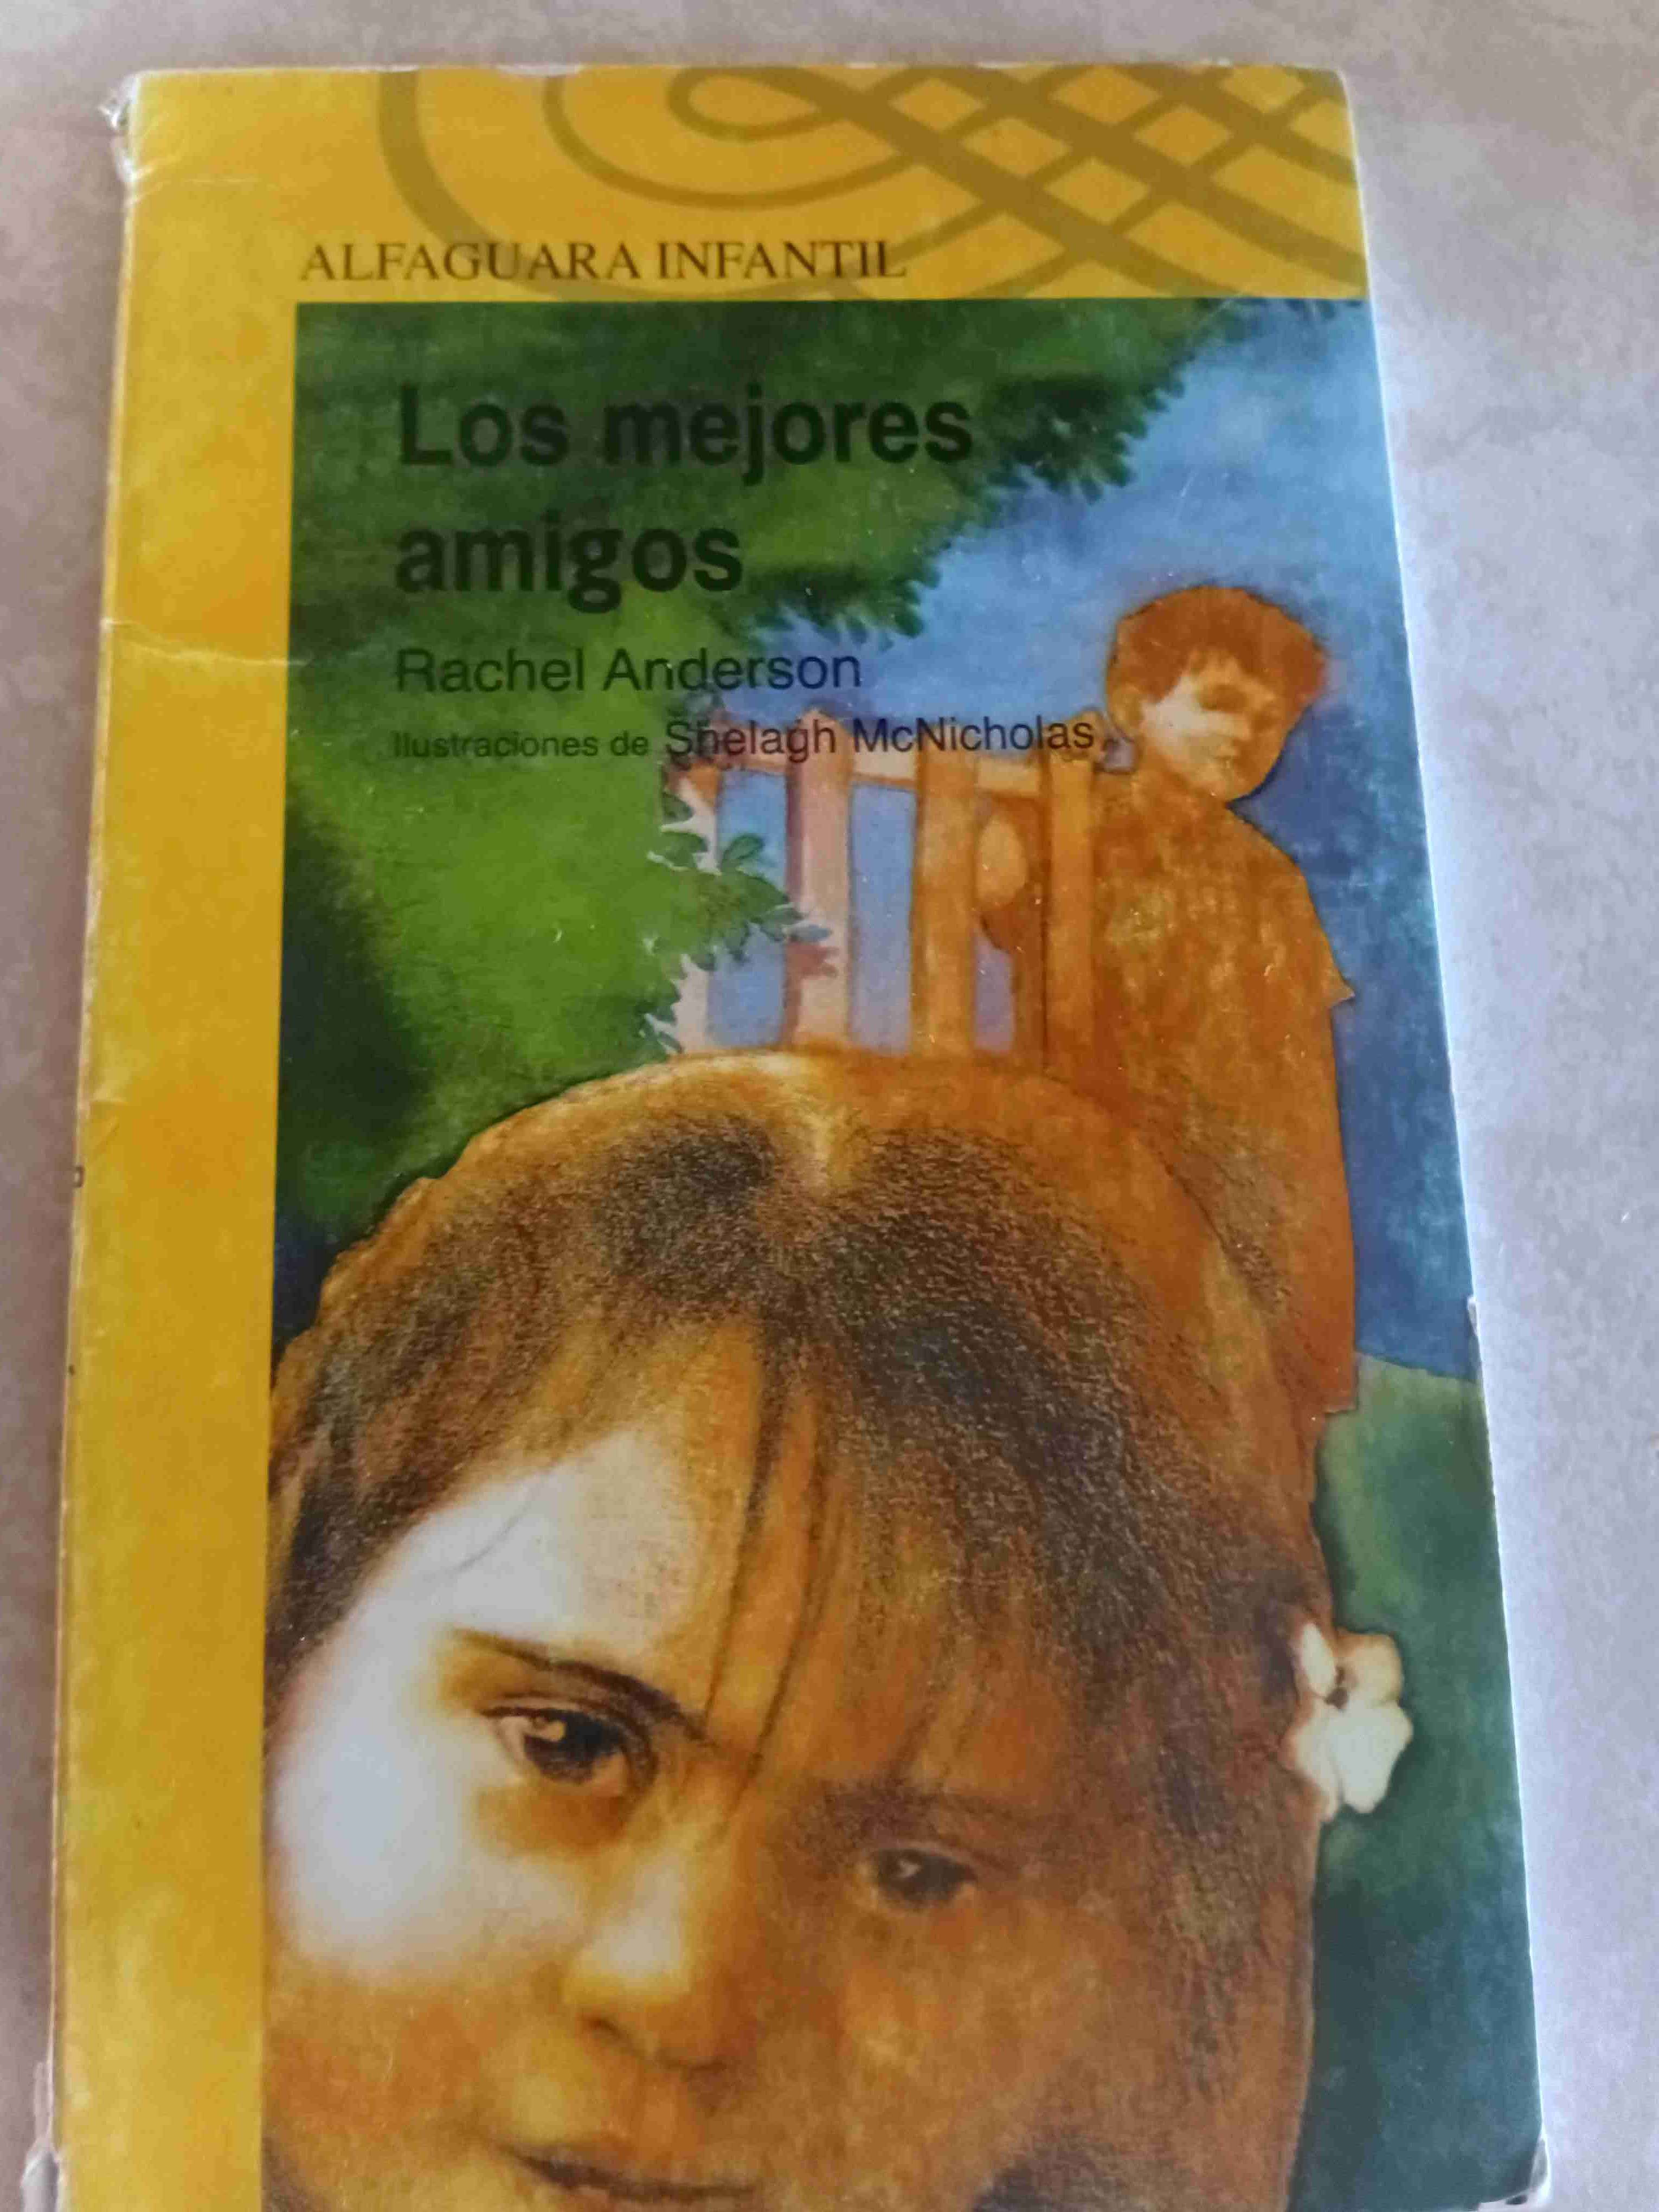 ALFAGUARA INFANTIL
Los mejores
amigos
Rachel Anderson
Ilustraciones de Shelagh McNicholas